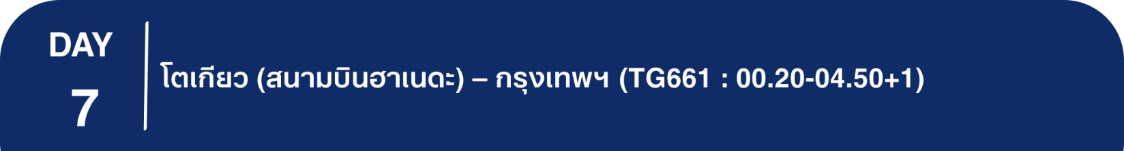 DAY
7
โตเกียว (สนามบินฮาเนดะ) – กรุงเทพฯ (TG661 : 00.20-04.50+1)